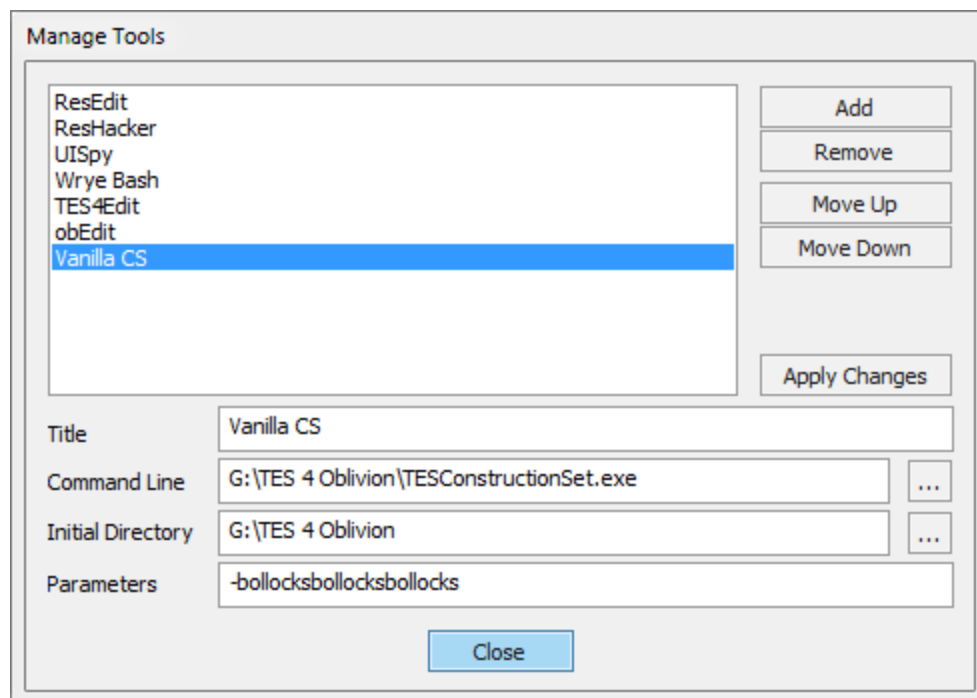 Manage Tools
ResEdit
ResHacker
UISpy
Wrye Bash
TES4Edit
obEdit
Vanilla CS
Add
Remove
Move Up
Move Down
Apply Changes
Title Vanilla CS
Command Line G:\TES 4 Oblivion\TESConstructionSet.exe ...
Initial Directory G:\TES 4 Oblivion ...
Parameters -bollocksbollocksbollocks
Close